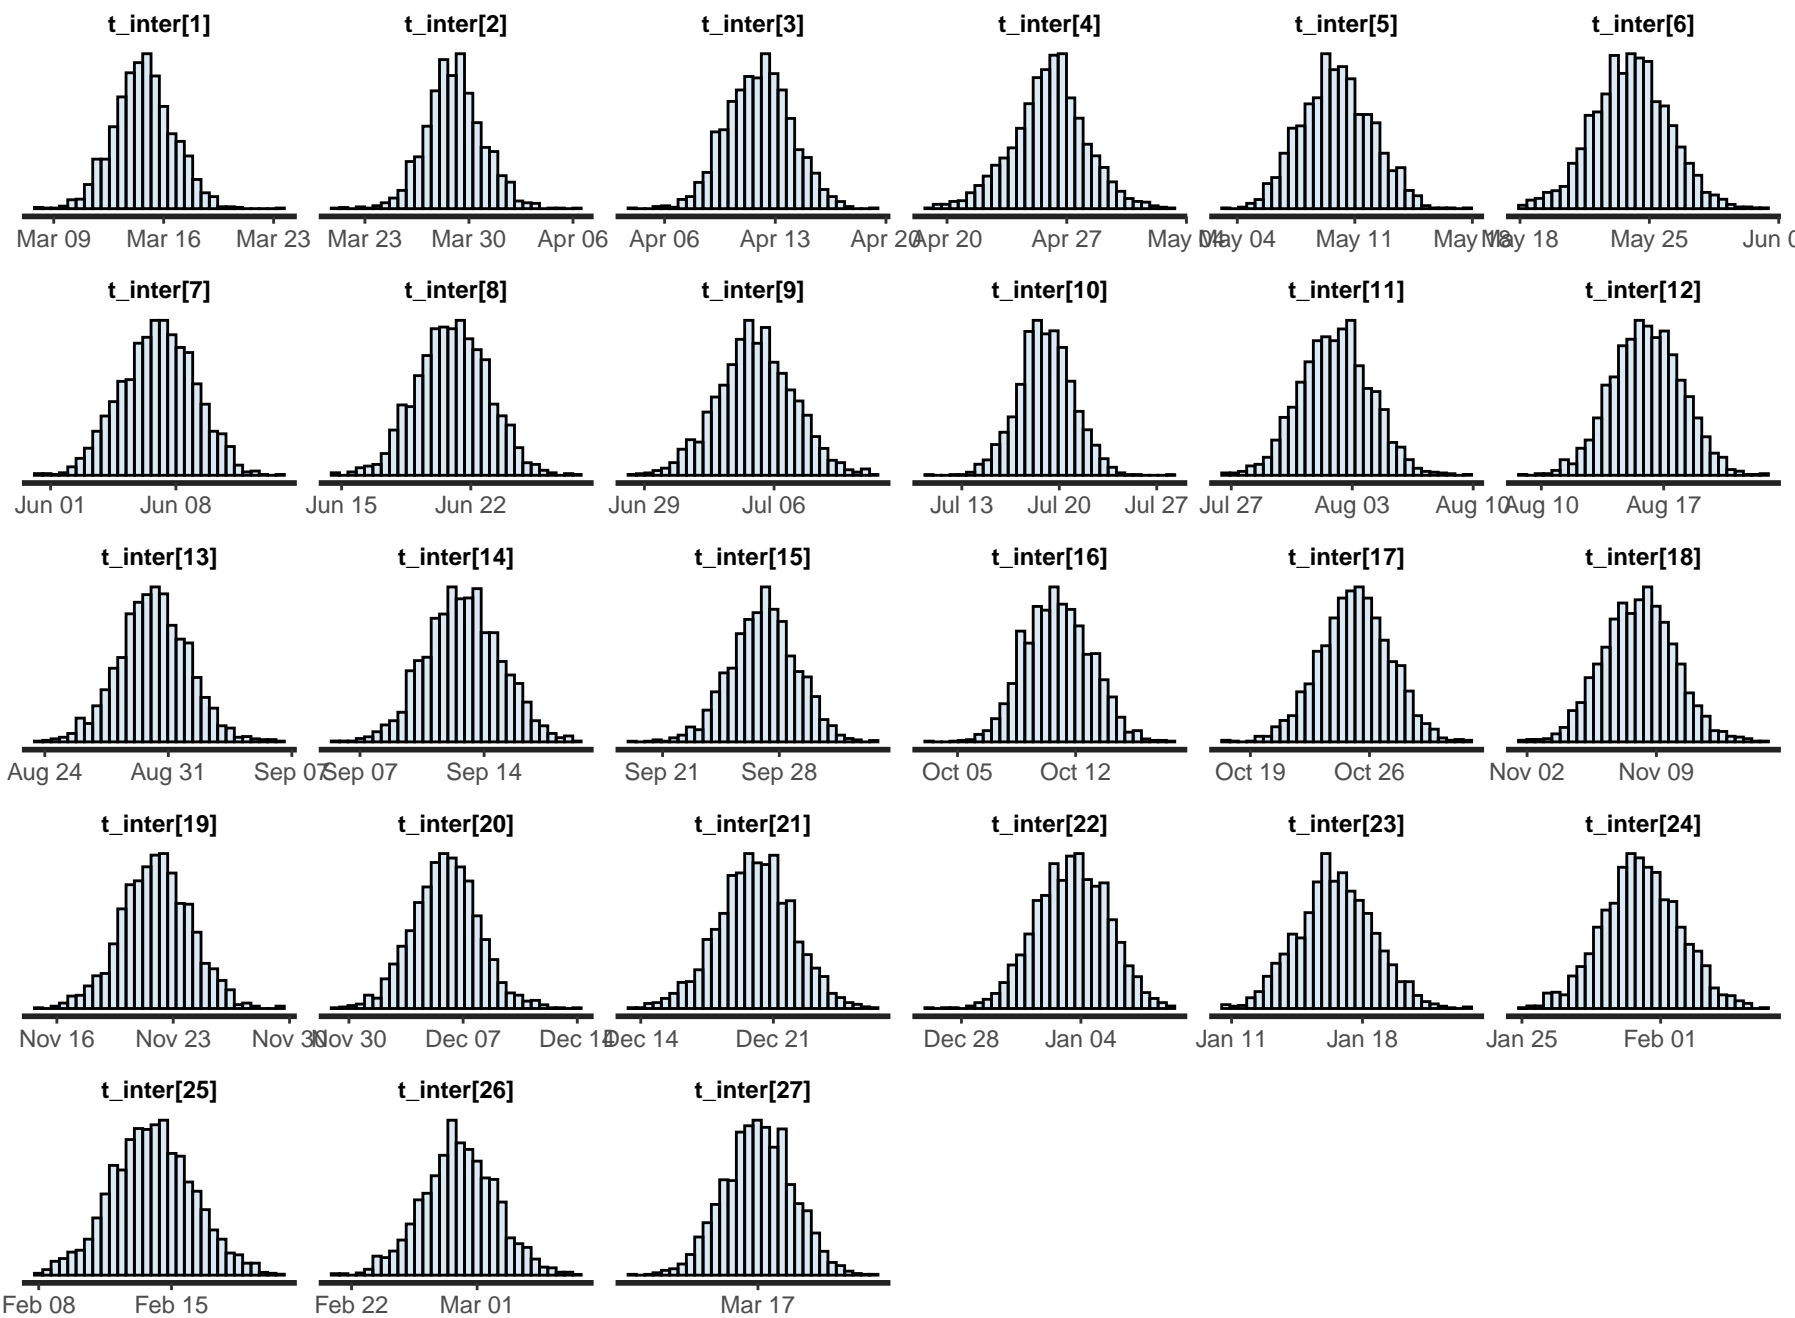 t_inter[1] t_inter[2] t_inter[3] t_inter[4] t_inter[5] t_inter[6]
Mar 09 Mar 16 Mar 23 Mar 23 Mar 30 Apr 06 Apr 06 Apr 13 Apr 20 Apr 20 Apr 27 May 04 May 04 May 11 May 18 May 18 May 25 Jun 0
t_inter[7] t_inter[8] t_inter[9] t_inter[10] t_inter[11] t_inter[12]
Jun 01 Jun 08 Jun 15 Jun 22 Jun 29 Jul 06 Jul 13 Jul 20 Jul 27 Jul 27 Aug 03 Aug 10 Aug 10 Aug 17
t_inter[13] t_inter[14] t_inter[15] t_inter[16] t_inter[17] t_inter[18]
Aug 24 Aug 31 Sep 07 Sep 07 Sep 14 Sep 21 Sep 28 Oct 05 Oct 12 Oct 19 Oct 26 Nov 02 Nov 09
t_inter[19] t_inter[20] t_inter[21] t_inter[22] t_inter[23] t_inter[24]
Nov 16 Nov 23 Nov 30 Nov 30 Dec 07 Dec 14 Dec 14 Dec 21 Dec 28 Jan 04 Jan 11 Jan 18 Jan 25 Feb 01
t_inter[25] t_inter[26] t_inter[27]
Feb 08 Feb 15 Feb 22 Mar 01 Mar 17